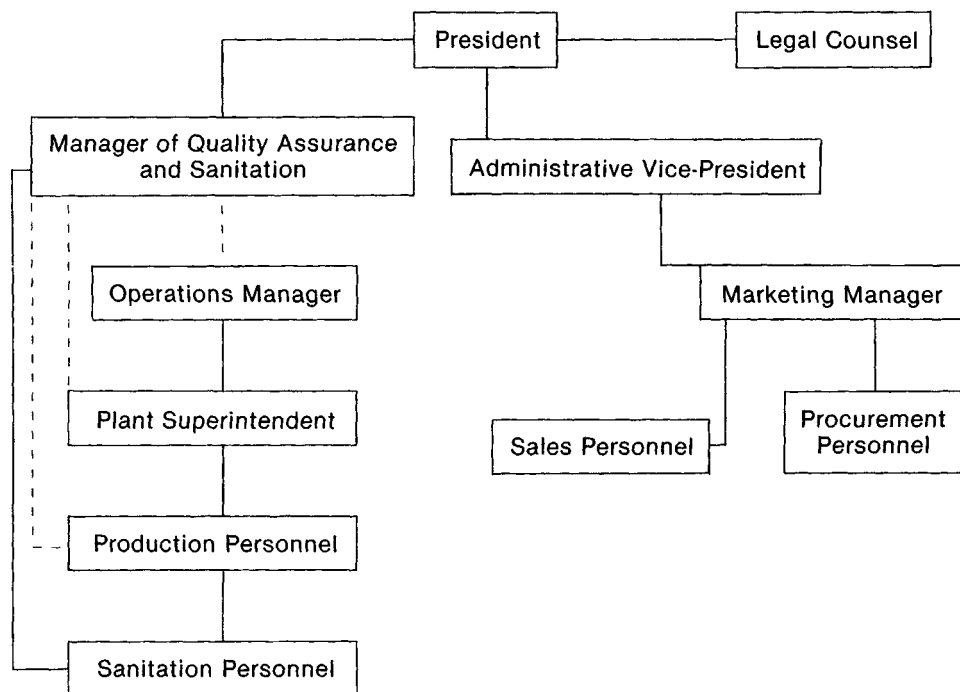 President
Legal Counsel
Manager of Quality Assurance
and Sanitation
Administrative Vice-President
Operations Manager
Marketing Manager
Plant Superintendent
Sales Personnel
Procurement
Personnel
Production Personnel
Sanitation Personnel